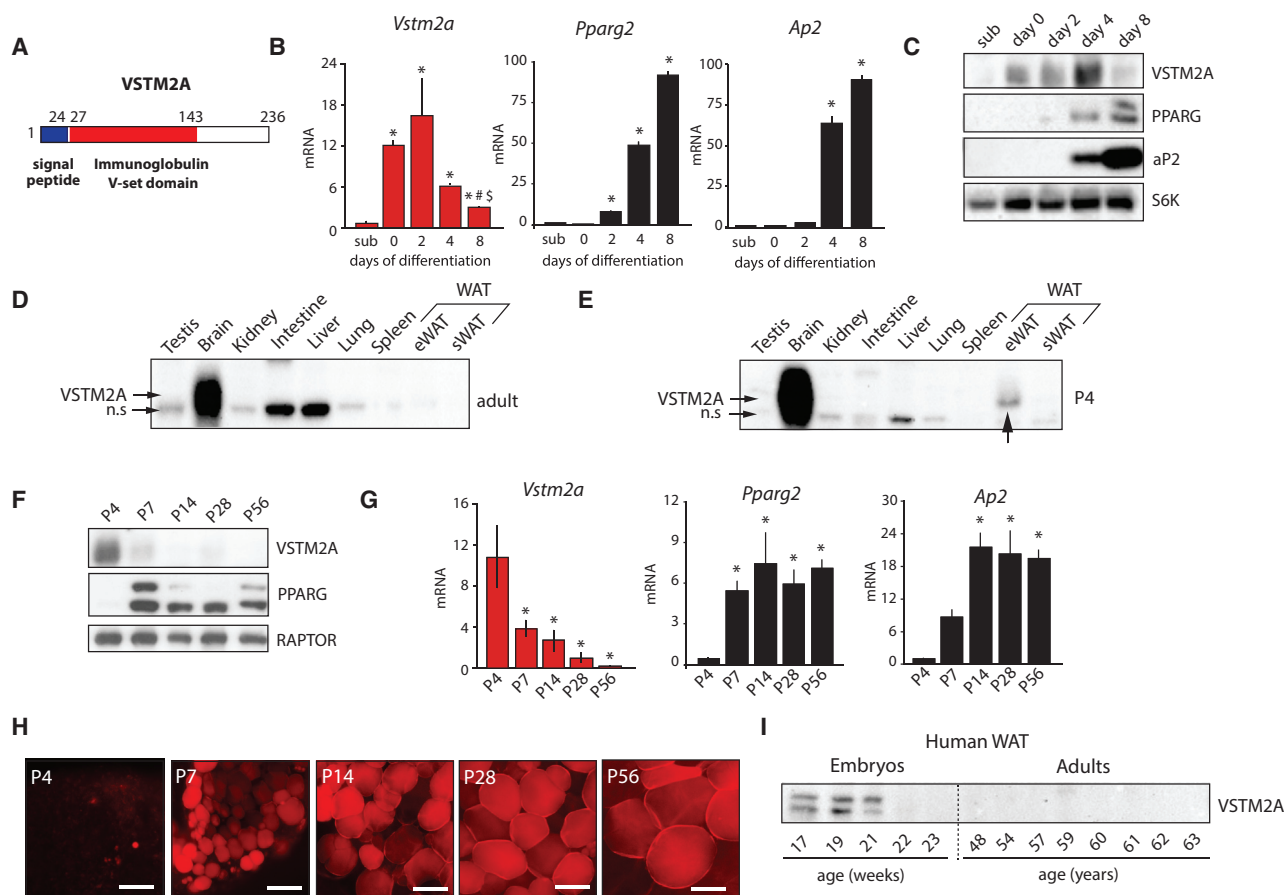 A
VSTM2A
24 27 143 236
1
signal peptide
Immunoglobulin V-set domain
B
Vstm2a
mRNA
24
18
12
6
0
*
*
*
* # $
sub 0 2 4 8
days of differentiation
Pparg2
mRNA
100
75
50
25
0
*
*
*
sub 0 2 4 8
days of differentiation
Ap2
mRNA
100
75
50
25
0
*
*
sub 0 2 4 8
days of differentiation
C
sub day 0 day 2 day 4 day 8
VSTM2A
PPARG
aP2
S6K
D
WAT
Testis Brain Kidney Intestine Liver Lung Spleen eWAT sWAT
VSTM2A
n.s
adult
E
WAT
Testis Brain Kidney Intestine Liver Lung Spleen eWAT sWAT
VSTM2A
n.s
P4
F
P4 P7 P14 P28 P56
VSTM2A
PPARG
RAPTOR
G
Vstm2a
mRNA
16
12
8
4
0
*
*
*
*
P4 P7 P14 P28 P56
Pparg2
mRNA
12
9
6
3
0
*
*
*
*
P4 P7 P14 P28 P56
Ap2
mRNA
30
24
18
12
6
0
* * *
P4 P7 P14 P28 P56
H
P4 P7 P14 P28 P56
I
Human WAT
Embryos Adults
VSTM2A
17 19 21 22 23 48 54 57 59 60 61 62 63
age (weeks) age (years)